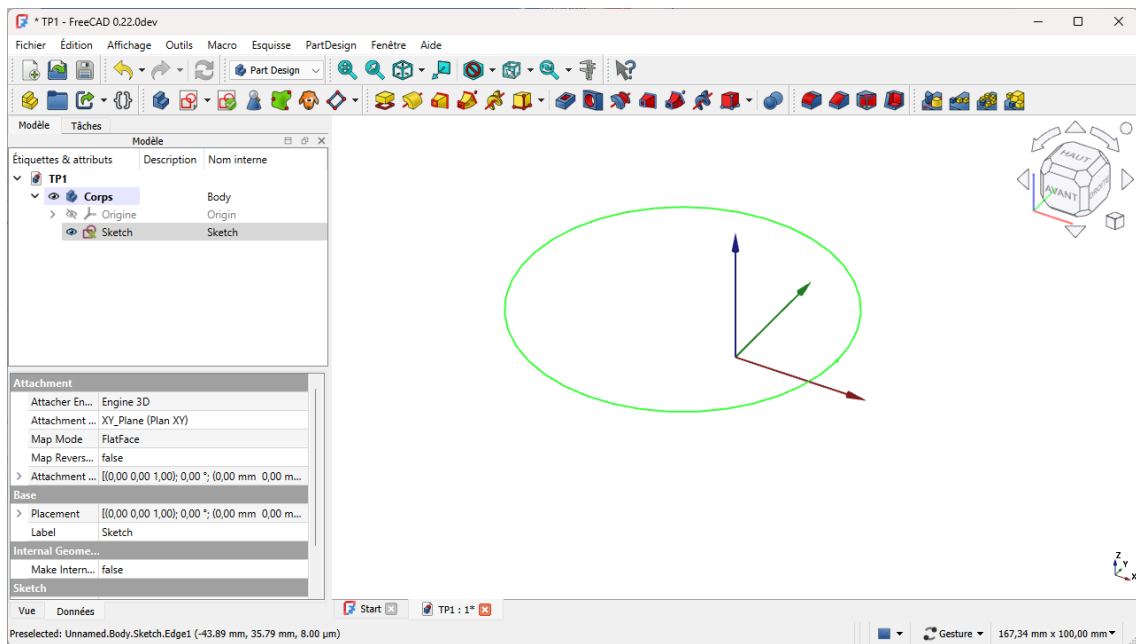 * TP1 - FreeCAD 0.22.0dev
Fichier Édition Affichage Outils Macro Esquisse PartDesign Fenêtre Aide
Part Design
Modèle Tâches
Modèle
Étiquettes & attributs Description Nom interne
TP1
Corps Body
Origine Origin
Sketch Sketch
Attachment
Attacher En... Engine 3D
Attachment ... XY_Plane (Plan XY)
Map Mode FlatFace
Map Revers... false
Attachment ... [(0,00 0,00 1,00); 0,00 °; (0,00 mm 0,00 m...
Base
Placement [(0,00 0,00 1,00); 0,00 °; (0,00 mm 0,00 m...
Label Sketch
Internal Geome...
Make Intern... false
Sketch
Vue Données
HAUT
AVANT
DROITE
Z
Y
X
Start
TP1 : 1*
Preselected: Unnamed.Body.Sketch.Edge1 (-43.89 mm, 35.79 mm, 8.00 µm)
Gesture
167,34 mm x 100,00 mm